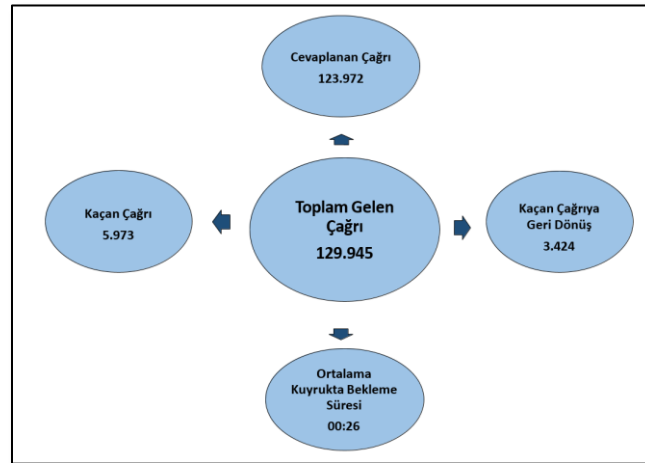 Cevaplanan Çağrı
123.972
Kaçan Çağrı
5.973
Toplam Gelen
Çağrı
129.945
Kaçan Çağrıya
Geri Dönüş
3.424
Ortalama
Kuyrukta Bekleme
Süresi
00:26